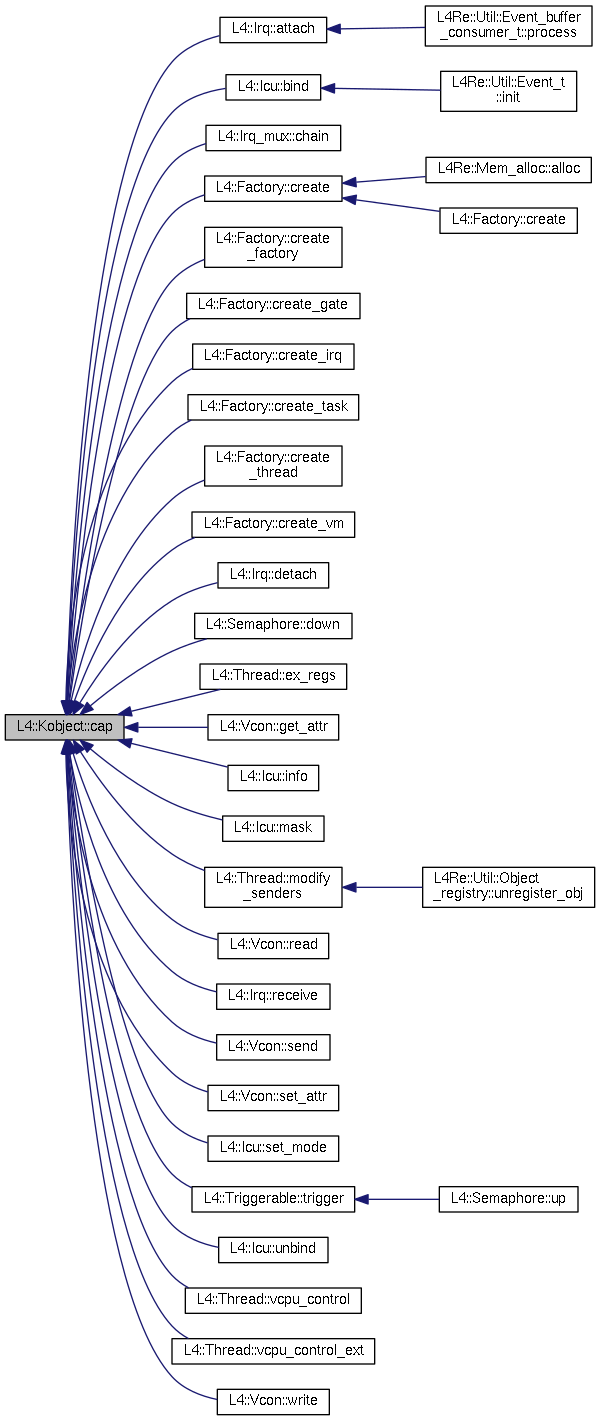 L4::Irq::attach
L4Re::Util::Event_buffer
_consumer_t::process
L4::Icu::bind
L4Re::Util::Event_t
::init
L4::Irq_mux::chain
L4::Factory::create
L4Re::Mem_alloc::alloc
L4::Factory::create
L4::Factory::create
_factory
L4::Factory::create_gate
L4::Factory::create_irq
L4::Factory::create_task
L4::Factory::create
_thread
L4::Factory::create_vm
L4::Irq::detach
L4::Semaphore::down
L4::Thread::ex_regs
L4::Kobject::cap
L4::Vcon::get_attr
L4::Icu::info
L4::Icu::mask
L4::Thread::modify
_senders
L4Re::Util::Object
_registry::unregister_obj
L4::Vcon::read
L4::Irq::receive
L4::Vcon::send
L4::Vcon::set_attr
L4::Icu::set_mode
L4::Triggerable::trigger
L4::Semaphore::up
L4::Icu::unbind
L4::Thread::vcpu_control
L4::Thread::vcpu_control_ext
L4::Vcon::write